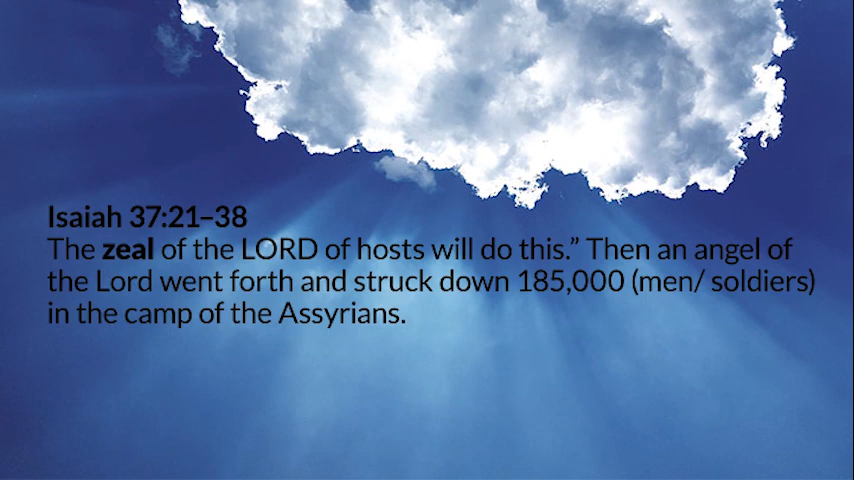 Isaiah 37:21–38
The zeal of the LORD of hosts will do this.” Then an angel of
the Lord went forth and struck down 185,000 (men/ soldiers)
in the camp of the Assyrians.